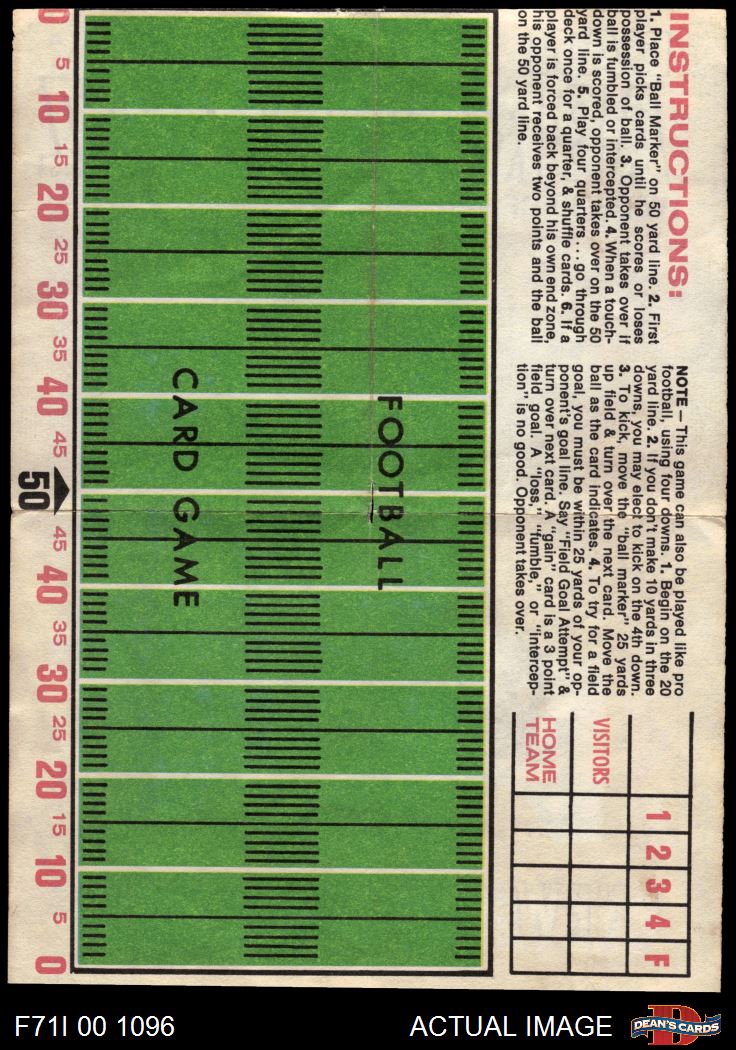 INSTRUCTIONS:
1. Place "Ball Marker" on 50 yard line. 2. First
player picks cards until he scores or loses
possession of ball. 3. Opponent takes over if
ball is fumbled or intercepted. 4. When a touch-
down is scored, opponent takes over on the 50
yard line. 5. Play four quarters... go through
deck once for a quarter, & shuffle cards. 6. If a
player is forced back beyond his own end zone,
his opponent receives two points and the ball
on the 50 yard line.
NOTE—This game can also be played like pro
football, using four downs. 1. Begin on the 20
yard line. 2. If you don't make 10 yards in three
downs, you may elect to kick on the 4th down.
3. To kick, move the "ball marker" 25 yards
up field & turn over the next card. Move the
ball as the card indicates. 4. To try for a field
goal, you must be within 25 yards of your op-
ponent's goal line. Say "Field Goal Attempt" &
turn over next card. A "gain" card is a 3 point
field goal. A "loss," "fumble," or "intercep-
tion" is no good. Opponent takes over.
1 2 3 4 F
VISITORS
HOME
TEAM
FOOTBALL
CARD GAME
0 5 10 15 20 25 30 35 40 45 50 45 40 35 30 25 20 15 10 5 0
F71I 00 1096
ACTUAL IMAGE
D
DEAN'S CARDS